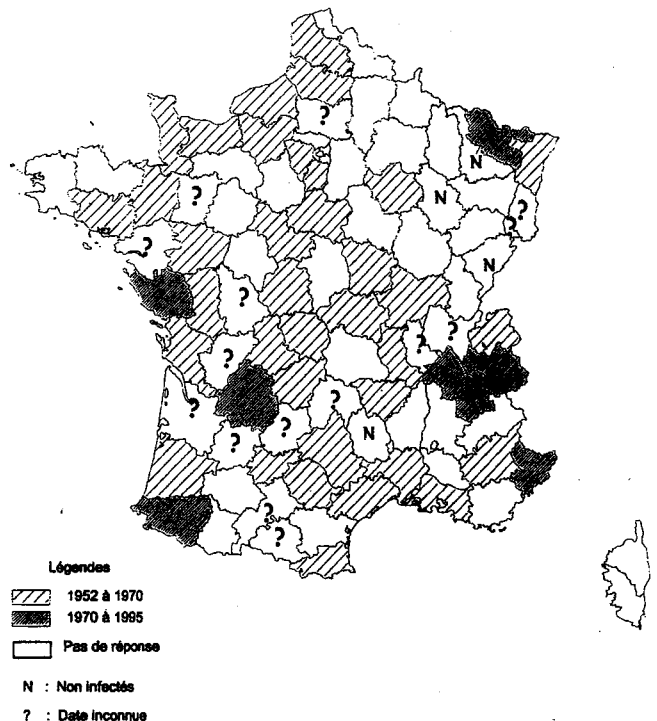 ?
N
? N
?
?
?
N
?
?
?
?
?
?
?
N
?
?
?
Légendes
1952 à 1970
1970 à 1995
Pas de réponse
N : Non infectés
? : Date inconnue